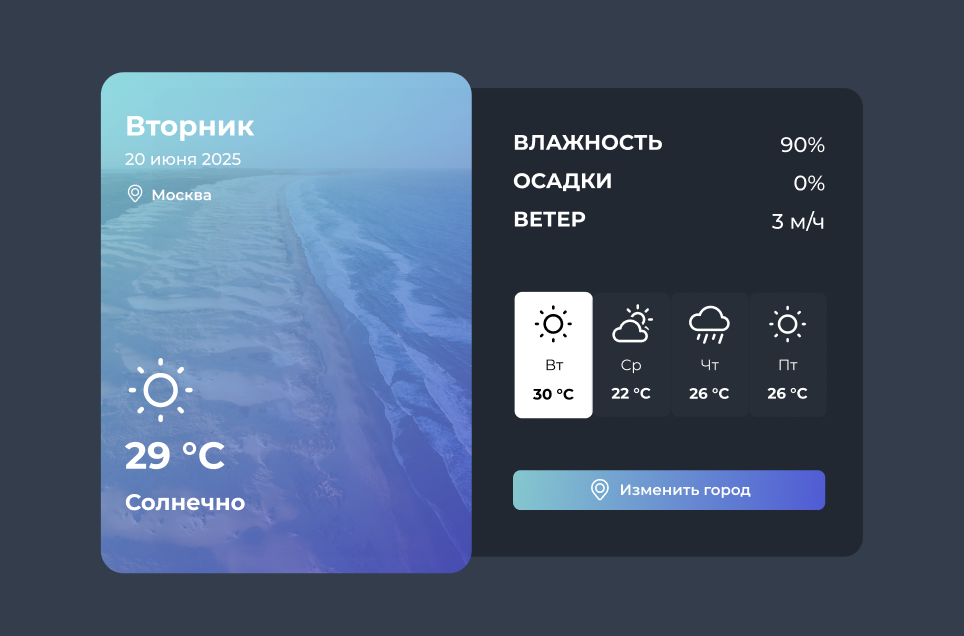 Вторник
20 июня 2025
Москва
29 °C
Солнечно
ВЛАЖНОСТЬ 90%
ОСАДКИ 0%
ВЕТЕР 3 м/ч
Вт Ср Чт Пт
30 °C 22 °C 26 °C 26 °C
Изменить город